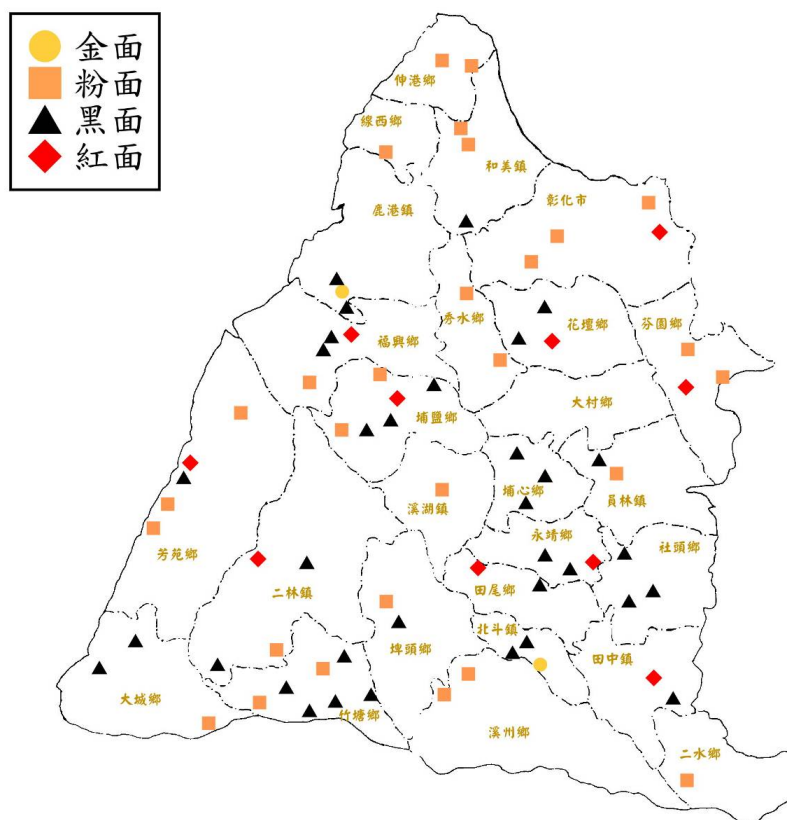 金面
粉面
黑面
紅面
伸港鄉
線西鄉
和美鎮
彰化市
鹿港鎮
秀水鄉
花壇鄉
芬園鄉
福興鄉
大村鄉
埔鹽鄉
埔心鄉
員林鎮
溪湖鎮
永靖鄉
社頭鄉
芳苑鄉
二林鎮
田尾鄉
北斗鎮
埤頭鄉
田中鎮
大城鄉
竹塘鄉
溪州鄉
二水鄉